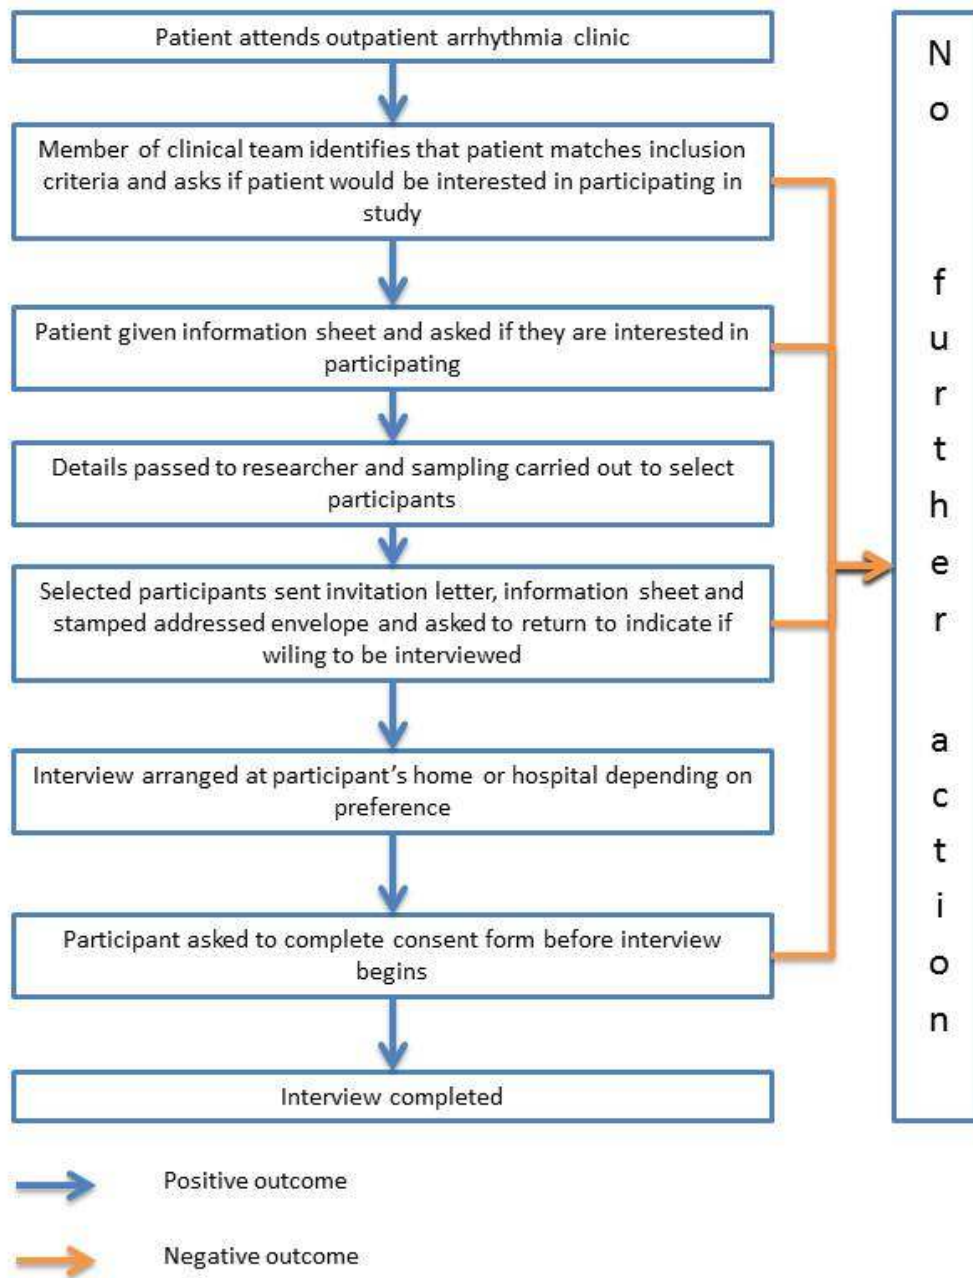 Patient attends outpatient arrhythmia clinic
Member of clinical team identifies that patient matches inclusion
criteria and asks if patient would be interested in participating in
study
Patient given information sheet and asked if they are interested in
participating
Details passed to researcher and sampling carried out to select
participants
Selected participants sent invitation letter, information sheet and
stamped addressed envelope and asked to return to indicate if
wiling to be interviewed
Interview arranged at participant's home or hospital depending on
preference
Participant asked to complete consent form before interview
begins
Interview completed
No further action
Positive outcome
Negative outcome